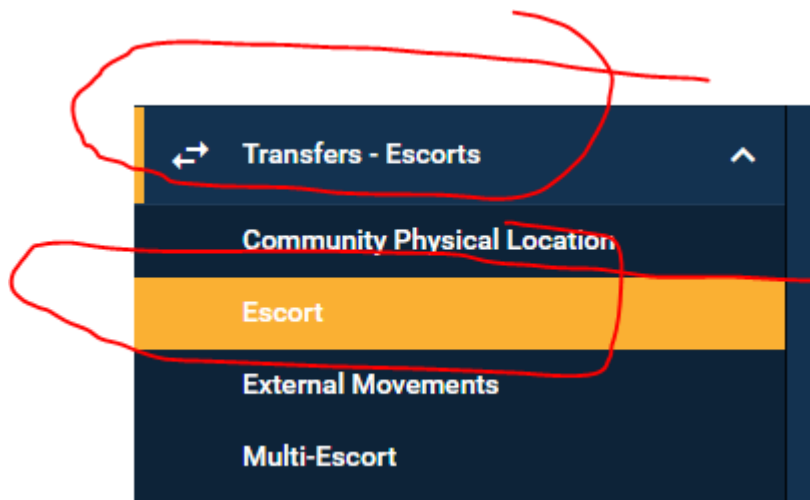 Transfers - Escorts
Community Physical Location
Escort
External Movements
Multi-Escort